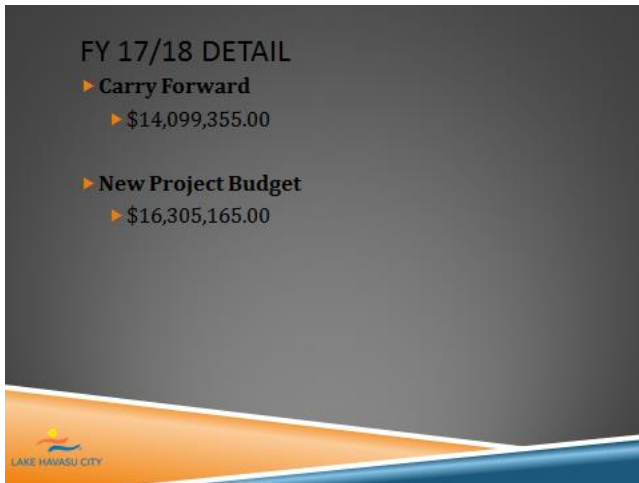 FY 17/18 DETAIL
Carry Forward
$14,099,355.00
New Project Budget
$16,305,165.00
LAKE HAVASU CITY